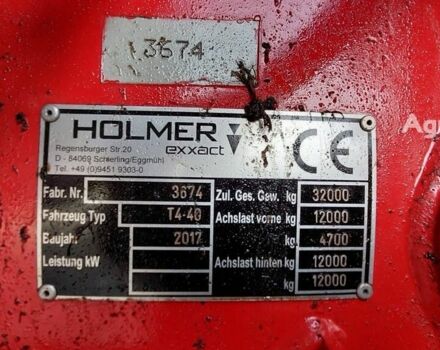 3674
HOLMER
exxact
CE
Regensburger Str.20
D - 84069 Schierling/Eggmühl
Tel. +49 (0)9451 9303-0
Fabr. Nr. 3674 Zul. Ges. Gew. kg 32000
Fahrzeug Typ T4-40 Achslast vorne kg 12000
Baujahr 2017 kg 4700
Leistung kW Achslast hinten kg 12000
kg 12000